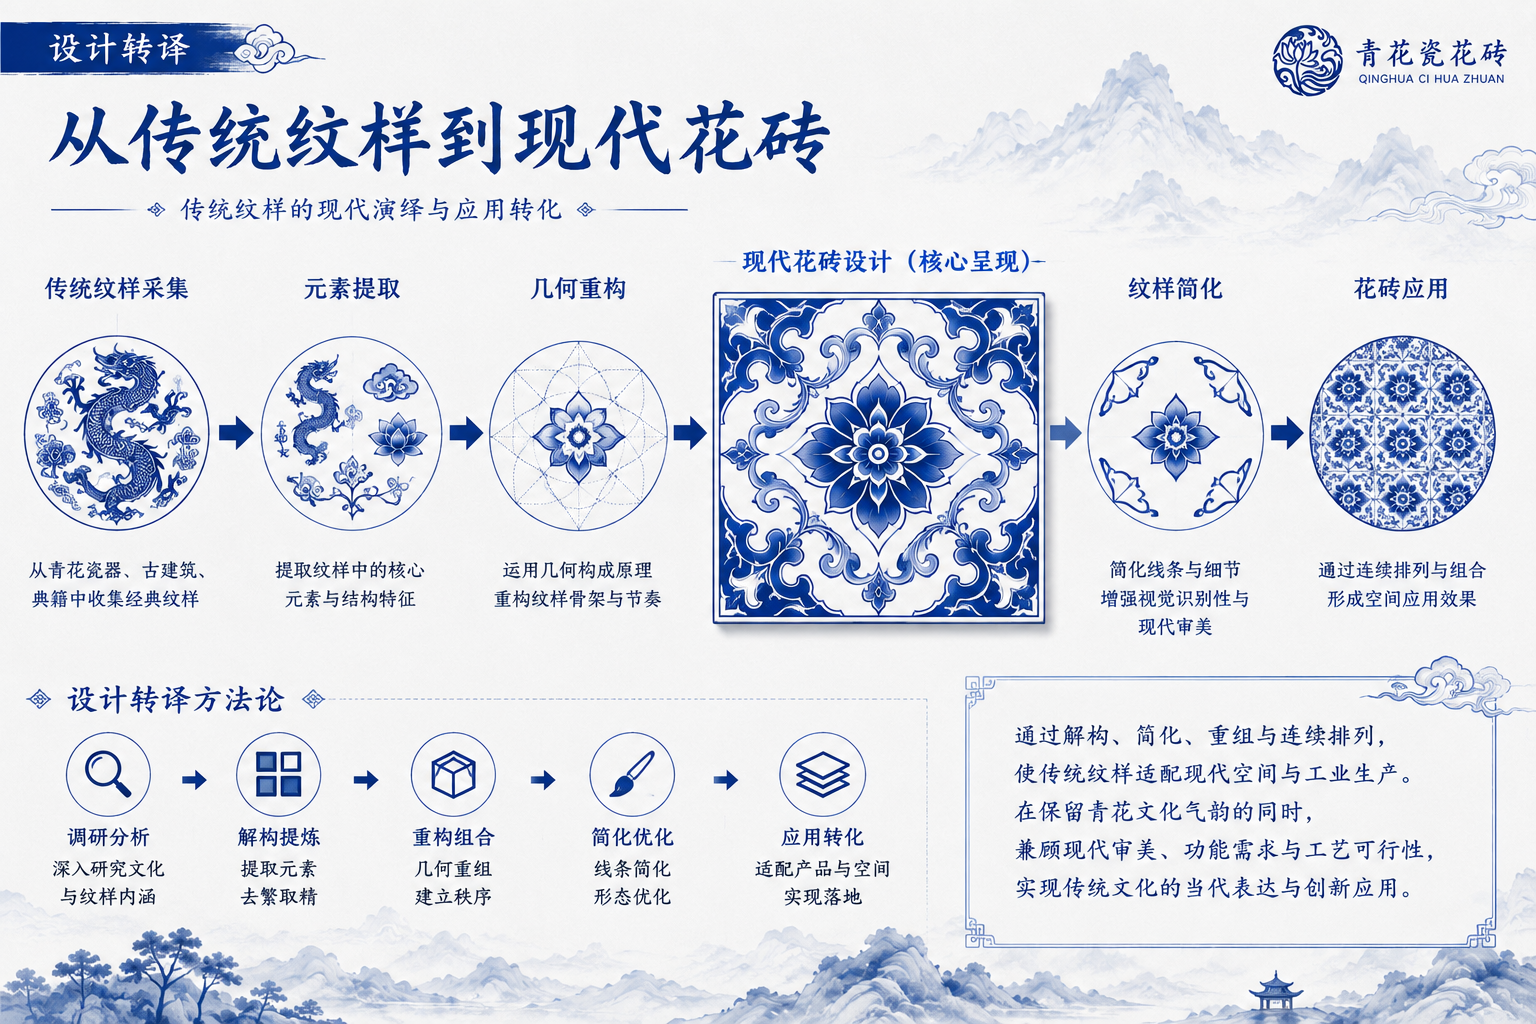 设计转译
青花瓷花砖
QINGHUA CI HUA ZHUAN
从传统纹样到现代花砖
传统纹样的现代演绎与应用转化
传统纹样采集
从青花瓷器、古建筑、
典籍中收集经典纹样
元素提取
提取纹样中的核心
元素与结构特征
几何重构
运用几何构成原理
重构纹样骨架与节奏
现代花砖设计（核心呈现）
纹样简化
简化线条与细节
增强视觉识别性与
现代审美
花砖应用
通过连续排列与组合
形成空间应用效果
设计转译方法论
调研分析
深入研究文化
与纹样内涵
解构提炼
提取元素
去繁取精
重构组合
几何重组
建立秩序
简化优化
线条简化
形态优化
应用转化
适配产品与空间
实现落地
通过解构、简化、重组与连续排列，
使传统纹样适配现代空间与工业生产。
在保留青花文化气韵的同时，
兼顾现代审美、功能需求与工艺可行性，
实现传统文化的当代表达与创新应用。